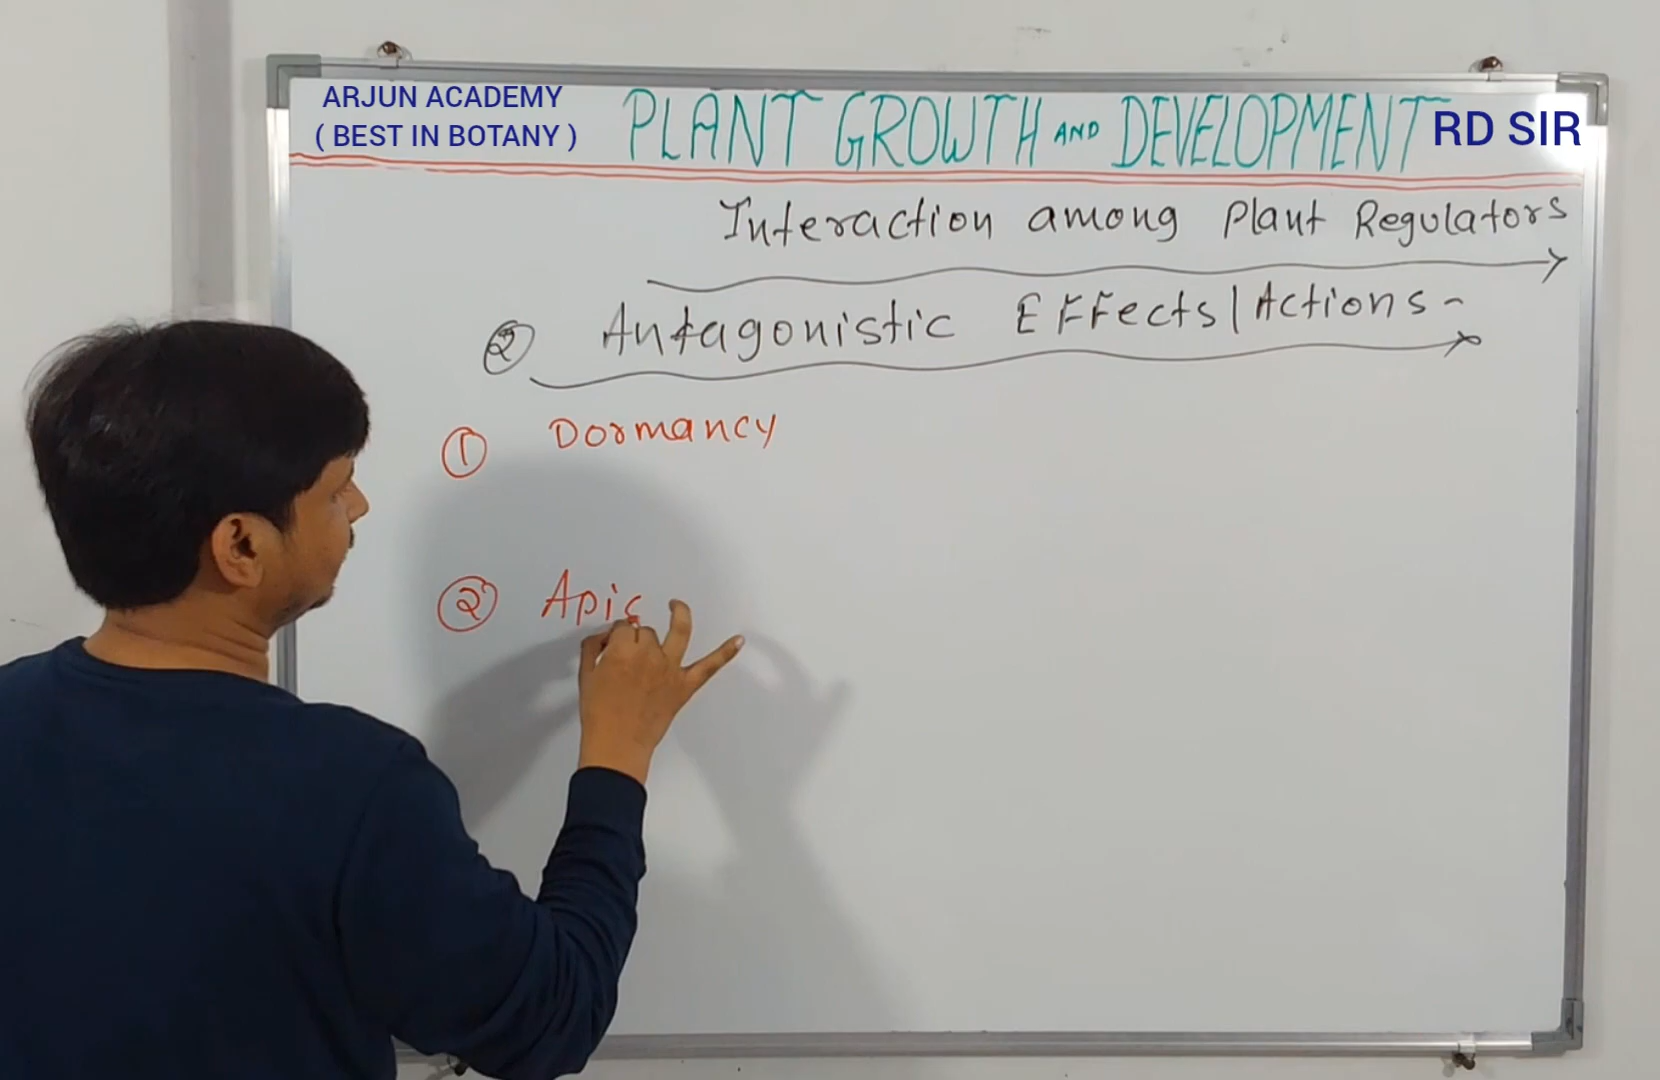 ARJUN ACADEMY
( BEST IN BOTANY )
PLANT GROWTH AND DEVELOPMENT
RD SIR
Interaction among Plant Regulators
② Antagonistic Effects | Actions -
① Dormancy
② Apic